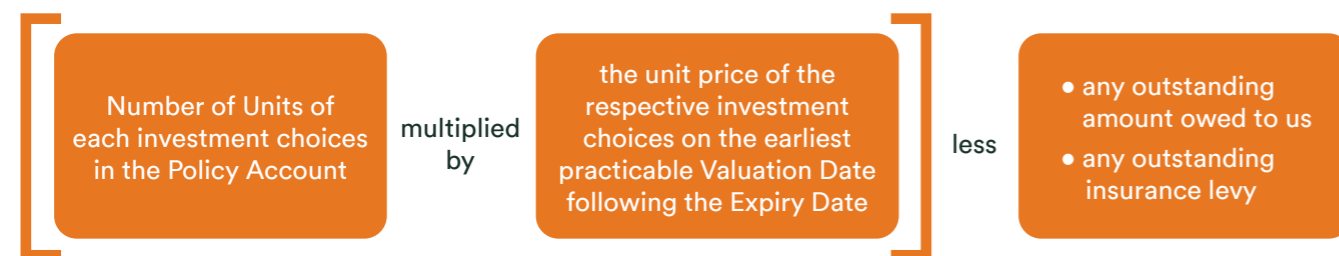 Number of Units of
each investment choices
in the Policy Account
multiplied
by
the unit price of the
respective investment
choices on the earliest
practicable Valuation Date
following the Expiry Date
less
• any outstanding
amount owed to us
• any outstanding
insurance levy